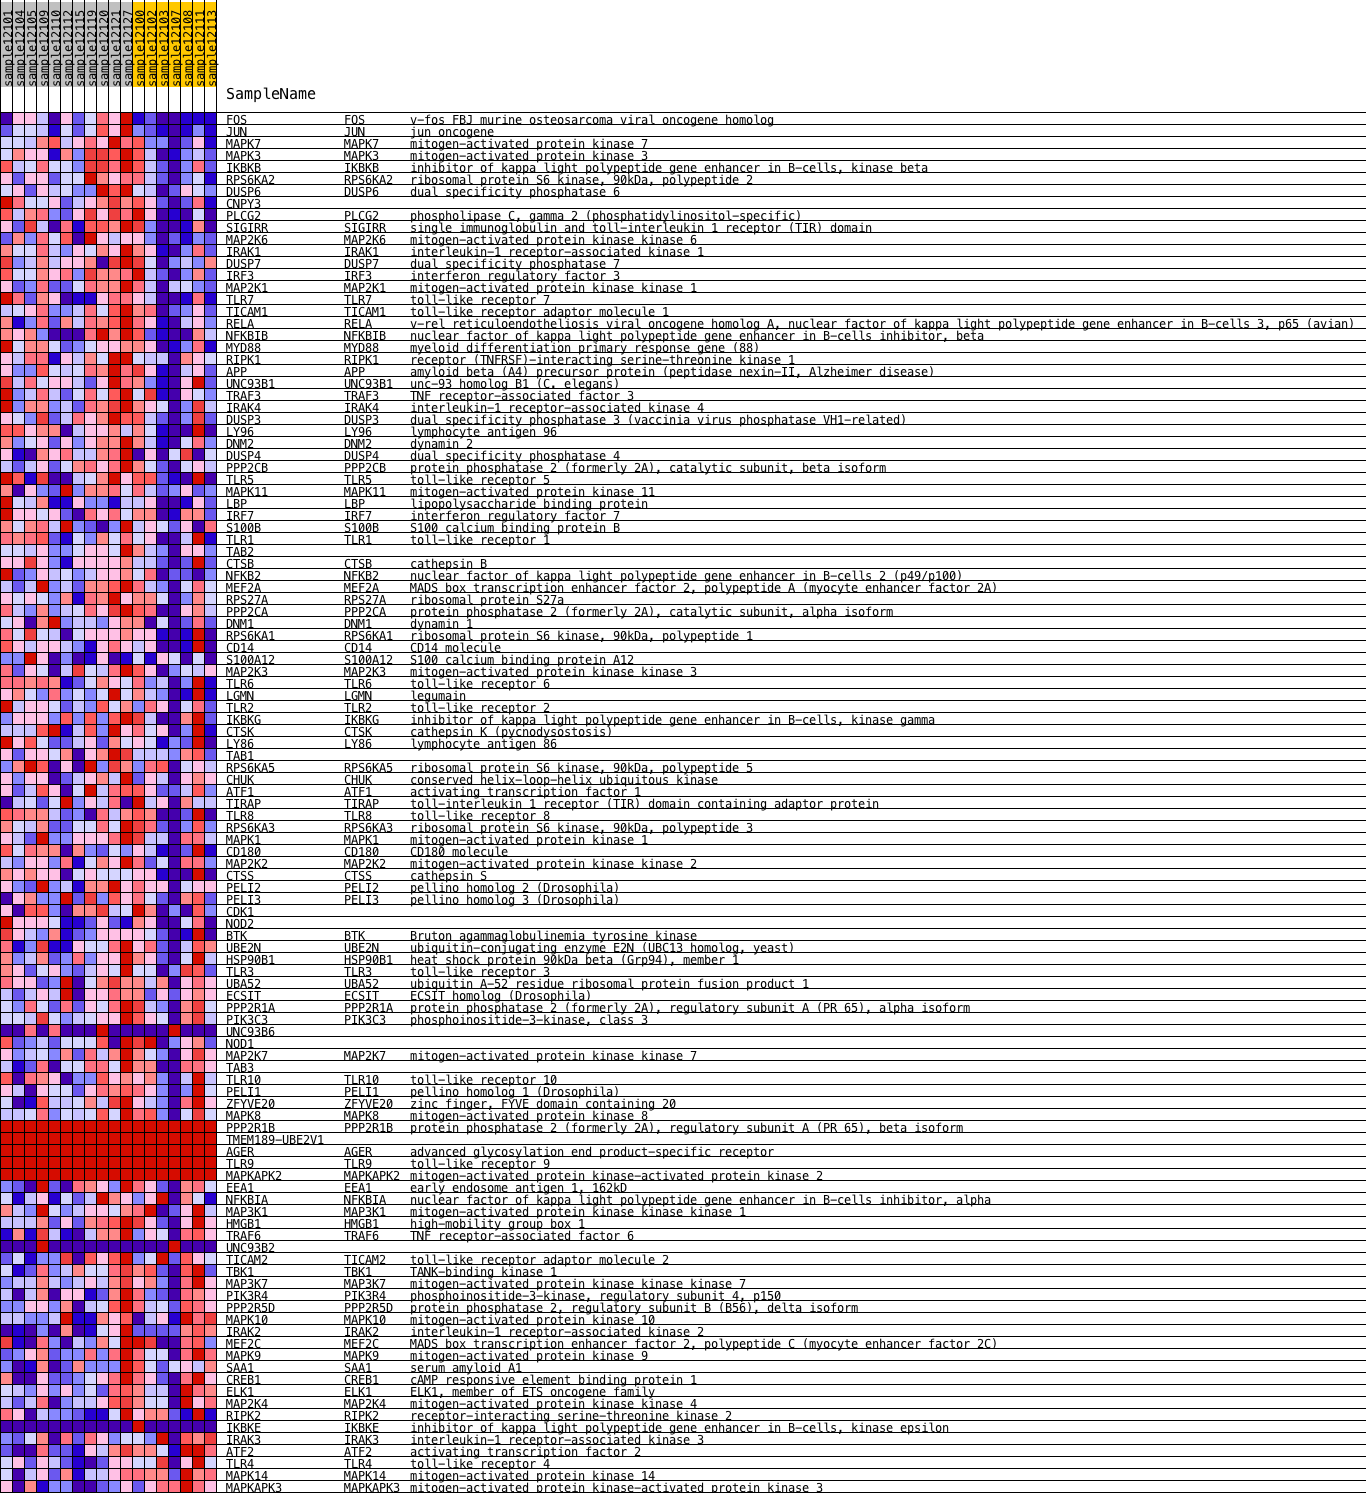 sample12101
sample12104
sample12105
sample12109
sample12110
sample12112
sample12115
sample12119
sample12120
sample12121
sample12127
sample12100
sample12102
sample12103
sample12107
sample12108
sample12111
sample12113
SampleName
FOS FOS v-fos FBJ murine osteosarcoma viral oncogene homolog
JUN JUN jun oncogene
MAPK7 MAPK7 mitogen-activated protein kinase 7
MAPK3 MAPK3 mitogen-activated protein kinase 3
IKBKB IKBKB inhibitor of kappa light polypeptide gene enhancer in B-cells, kinase beta
RPS6KA2 RPS6KA2 ribosomal protein S6 kinase, 90kDa, polypeptide 2
DUSP6 DUSP6 dual specificity phosphatase 6
CNPY3
PLCG2 PLCG2 phospholipase C, gamma 2 (phosphatidylinositol-specific)
SIGIRR SIGIRR single immunoglobulin and toll-interleukin 1 receptor (TIR) domain
MAP2K6 MAP2K6 mitogen-activated protein kinase kinase 6
IRAK1 IRAK1 interleukin-1 receptor-associated kinase 1
DUSP7 DUSP7 dual specificity phosphatase 7
IRF3 IRF3 interferon regulatory factor 3
MAP2K1 MAP2K1 mitogen-activated protein kinase kinase 1
TLR7 TLR7 toll-like receptor 7
TICAM1 TICAM1 toll-like receptor adaptor molecule 1
RELA RELA v-rel reticuloendotheliosis viral oncogene homolog A, nuclear factor of kappa light polypeptide gene enhancer in B-cells 3, p65 (avian)
NFKBIB NFKBIB nuclear factor of kappa light polypeptide gene enhancer in B-cells inhibitor, beta
MYD88 MYD88 myeloid differentiation primary response gene (88)
RIPK1 RIPK1 receptor (TNFRSF)-interacting serine-threonine kinase 1
APP APP amyloid beta (A4) precursor protein (peptidase nexin-II, Alzheimer disease)
UNC93B1 UNC93B1 unc-93 homolog B1 (C. elegans)
TRAF3 TRAF3 TNF receptor-associated factor 3
IRAK4 IRAK4 interleukin-1 receptor-associated kinase 4
DUSP3 DUSP3 dual specificity phosphatase 3 (vaccinia virus phosphatase VH1-related)
LY96 LY96 lymphocyte antigen 96
DNM2 DNM2 dynamin 2
DUSP4 DUSP4 dual specificity phosphatase 4
PPP2CB PPP2CB protein phosphatase 2 (formerly 2A), catalytic subunit, beta isoform
TLR5 TLR5 toll-like receptor 5
MAPK11 MAPK11 mitogen-activated protein kinase 11
LBP LBP lipopolysaccharide binding protein
IRF7 IRF7 interferon regulatory factor 7
S100B S100B S100 calcium binding protein B
TLR1 TLR1 toll-like receptor 1
TAB2
CTSB CTSB cathepsin B
NFKB2 NFKB2 nuclear factor of kappa light polypeptide gene enhancer in B-cells 2 (p49/p100)
MEF2A MEF2A MADS box transcription enhancer factor 2, polypeptide A (myocyte enhancer factor 2A)
RPS27A RPS27A ribosomal protein S27a
PPP2CA PPP2CA protein phosphatase 2 (formerly 2A), catalytic subunit, alpha isoform
DNM1 DNM1 dynamin 1
RPS6KA1 RPS6KA1 ribosomal protein S6 kinase, 90kDa, polypeptide 1
CD14 CD14 CD14 molecule
S100A12 S100A12 S100 calcium binding protein A12
MAP2K3 MAP2K3 mitogen-activated protein kinase kinase 3
TLR6 TLR6 toll-like receptor 6
LGMN LGMN legumain
TLR2 TLR2 toll-like receptor 2
IKBKG IKBKG inhibitor of kappa light polypeptide gene enhancer in B-cells, kinase gamma
CTSK CTSK cathepsin K (pycnodysostosis)
LY86 LY86 lymphocyte antigen 86
TAB1
RPS6KA5 RPS6KA5 ribosomal protein S6 kinase, 90kDa, polypeptide 5
CHUK CHUK conserved helix-loop-helix ubiquitous kinase
ATF1 ATF1 activating transcription factor 1
TIRAP TIRAP toll-interleukin 1 receptor (TIR) domain containing adaptor protein
TLR8 TLR8 toll-like receptor 8
RPS6KA3 RPS6KA3 ribosomal protein S6 kinase, 90kDa, polypeptide 3
MAPK1 MAPK1 mitogen-activated protein kinase 1
CD180 CD180 CD180 molecule
MAP2K2 MAP2K2 mitogen-activated protein kinase kinase 2
CTSS CTSS cathepsin S
PELI2 PELI2 pellino homolog 2 (Drosophila)
PELI3 PELI3 pellino homolog 3 (Drosophila)
CDK1
NOD2
BTK BTK Bruton agammaglobulinemia tyrosine kinase
UBE2N UBE2N ubiquitin-conjugating enzyme E2N (UBC13 homolog, yeast)
HSP90B1 HSP90B1 heat shock protein 90kDa beta (Grp94), member 1
TLR3 TLR3 toll-like receptor 3
UBA52 UBA52 ubiquitin A-52 residue ribosomal protein fusion product 1
ECSIT ECSIT ECSIT homolog (Drosophila)
PPP2R1A PPP2R1A protein phosphatase 2 (formerly 2A), regulatory subunit A (PR 65), alpha isoform
PIK3C3 PIK3C3 phosphoinositide-3-kinase, class 3
UNC93B6
NOD1
MAP2K7 MAP2K7 mitogen-activated protein kinase kinase 7
TAB3
TLR10 TLR10 toll-like receptor 10
PELI1 PELI1 pellino homolog 1 (Drosophila)
ZFYVE20 ZFYVE20 zinc finger, FYVE domain containing 20
MAPK8 MAPK8 mitogen-activated protein kinase 8
PPP2R1B PPP2R1B protein phosphatase 2 (formerly 2A), regulatory subunit A (PR 65), beta isoform
TMEM189-UBE2V1
AGER AGER advanced glycosylation end product-specific receptor
TLR9 TLR9 toll-like receptor 9
MAPKAPK2 MAPKAPK2 mitogen-activated protein kinase-activated protein kinase 2
EEA1 EEA1 early endosome antigen 1, 162kD
NFKBIA NFKBIA nuclear factor of kappa light polypeptide gene enhancer in B-cells inhibitor, alpha
MAP3K1 MAP3K1 mitogen-activated protein kinase kinase kinase 1
HMGB1 HMGB1 high-mobility group box 1
TRAF6 TRAF6 TNF receptor-associated factor 6
UNC93B2
TICAM2 TICAM2 toll-like receptor adaptor molecule 2
TBK1 TBK1 TANK-binding kinase 1
MAP3K7 MAP3K7 mitogen-activated protein kinase kinase kinase 7
PIK3R4 PIK3R4 phosphoinositide-3-kinase, regulatory subunit 4, p150
PPP2R5D PPP2R5D protein phosphatase 2, regulatory subunit B (B56), delta isoform
MAPK10 MAPK10 mitogen-activated protein kinase 10
IRAK2 IRAK2 interleukin-1 receptor-associated kinase 2
MEF2C MEF2C MADS box transcription enhancer factor 2, polypeptide C (myocyte enhancer factor 2C)
MAPK9 MAPK9 mitogen-activated protein kinase 9
SAA1 SAA1 serum amyloid A1
CREB1 CREB1 cAMP responsive element binding protein 1
ELK1 ELK1 ELK1, member of ETS oncogene family
MAP2K4 MAP2K4 mitogen-activated protein kinase kinase 4
RIPK2 RIPK2 receptor-interacting serine-threonine kinase 2
IKBKE IKBKE inhibitor of kappa light polypeptide gene enhancer in B-cells, kinase epsilon
IRAK3 IRAK3 interleukin-1 receptor-associated kinase 3
ATF2 ATF2 activating transcription factor 2
TLR4 TLR4 toll-like receptor 4
MAPK14 MAPK14 mitogen-activated protein kinase 14
MAPKAPK3 MAPKAPK3 mitogen-activated protein kinase-activated protein kinase 3